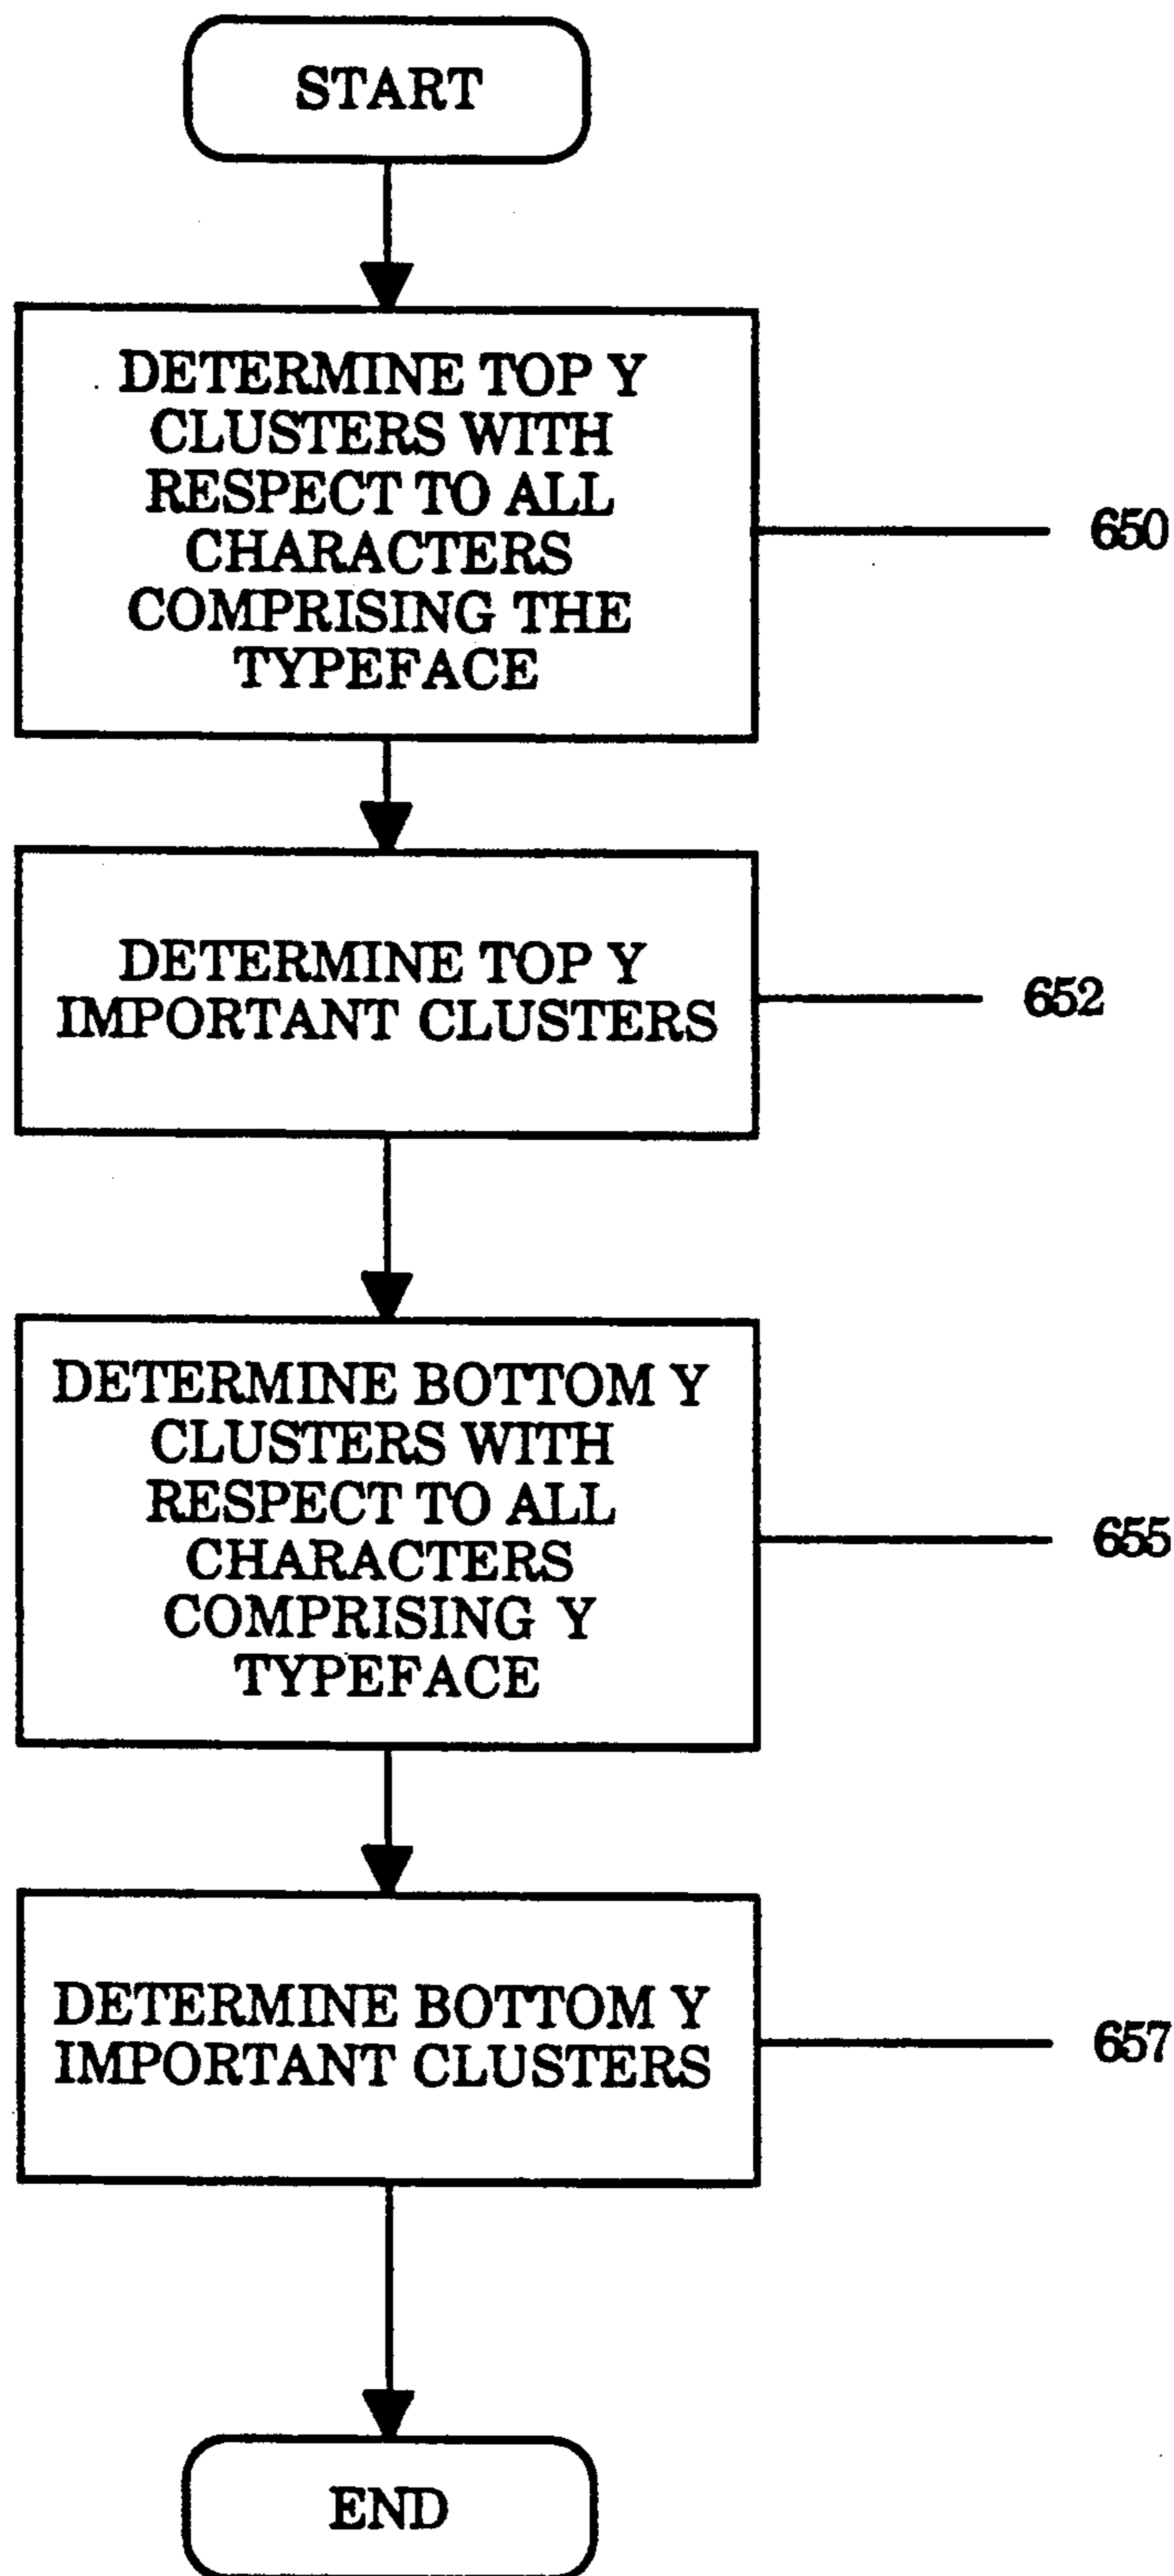 START
DETERMINE TOP Y
CLUSTERS WITH
RESPECT TO ALL
CHARACTERS
COMPRISING THE
TYPEFACE
650
DETERMINE TOP Y
IMPORTANT CLUSTERS
652
DETERMINE BOTTOM Y
CLUSTERS WITH
RESPECT TO ALL
CHARACTERS
COMPRISING Y
TYPEFACE
655
DETERMINE BOTTOM Y
IMPORTANT CLUSTERS
657
END